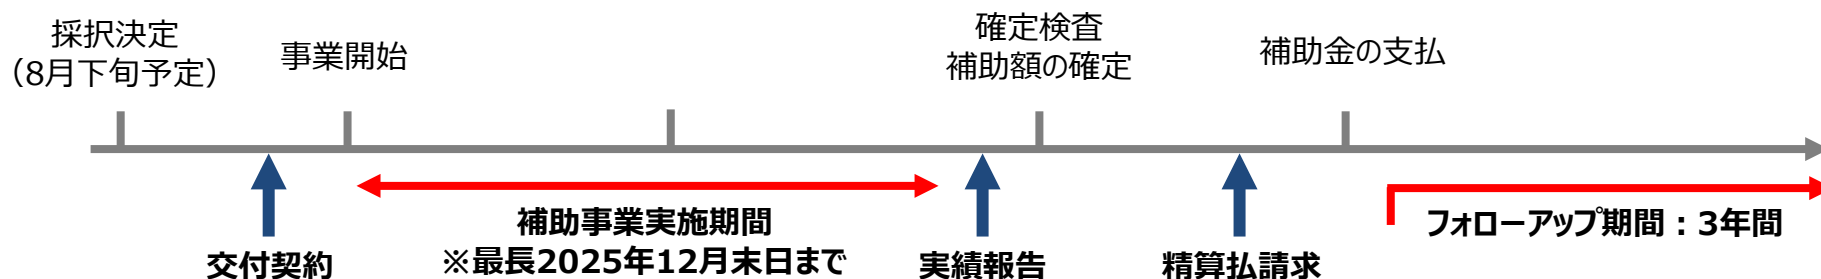 採択決定
（8月下旬予定）
事業開始
確定検査
補助額の確定
補助金の支払
補助事業実施期間
※最長2025年12月末日まで
フォローアップ期間：3年間
交付契約
実績報告
精算払請求